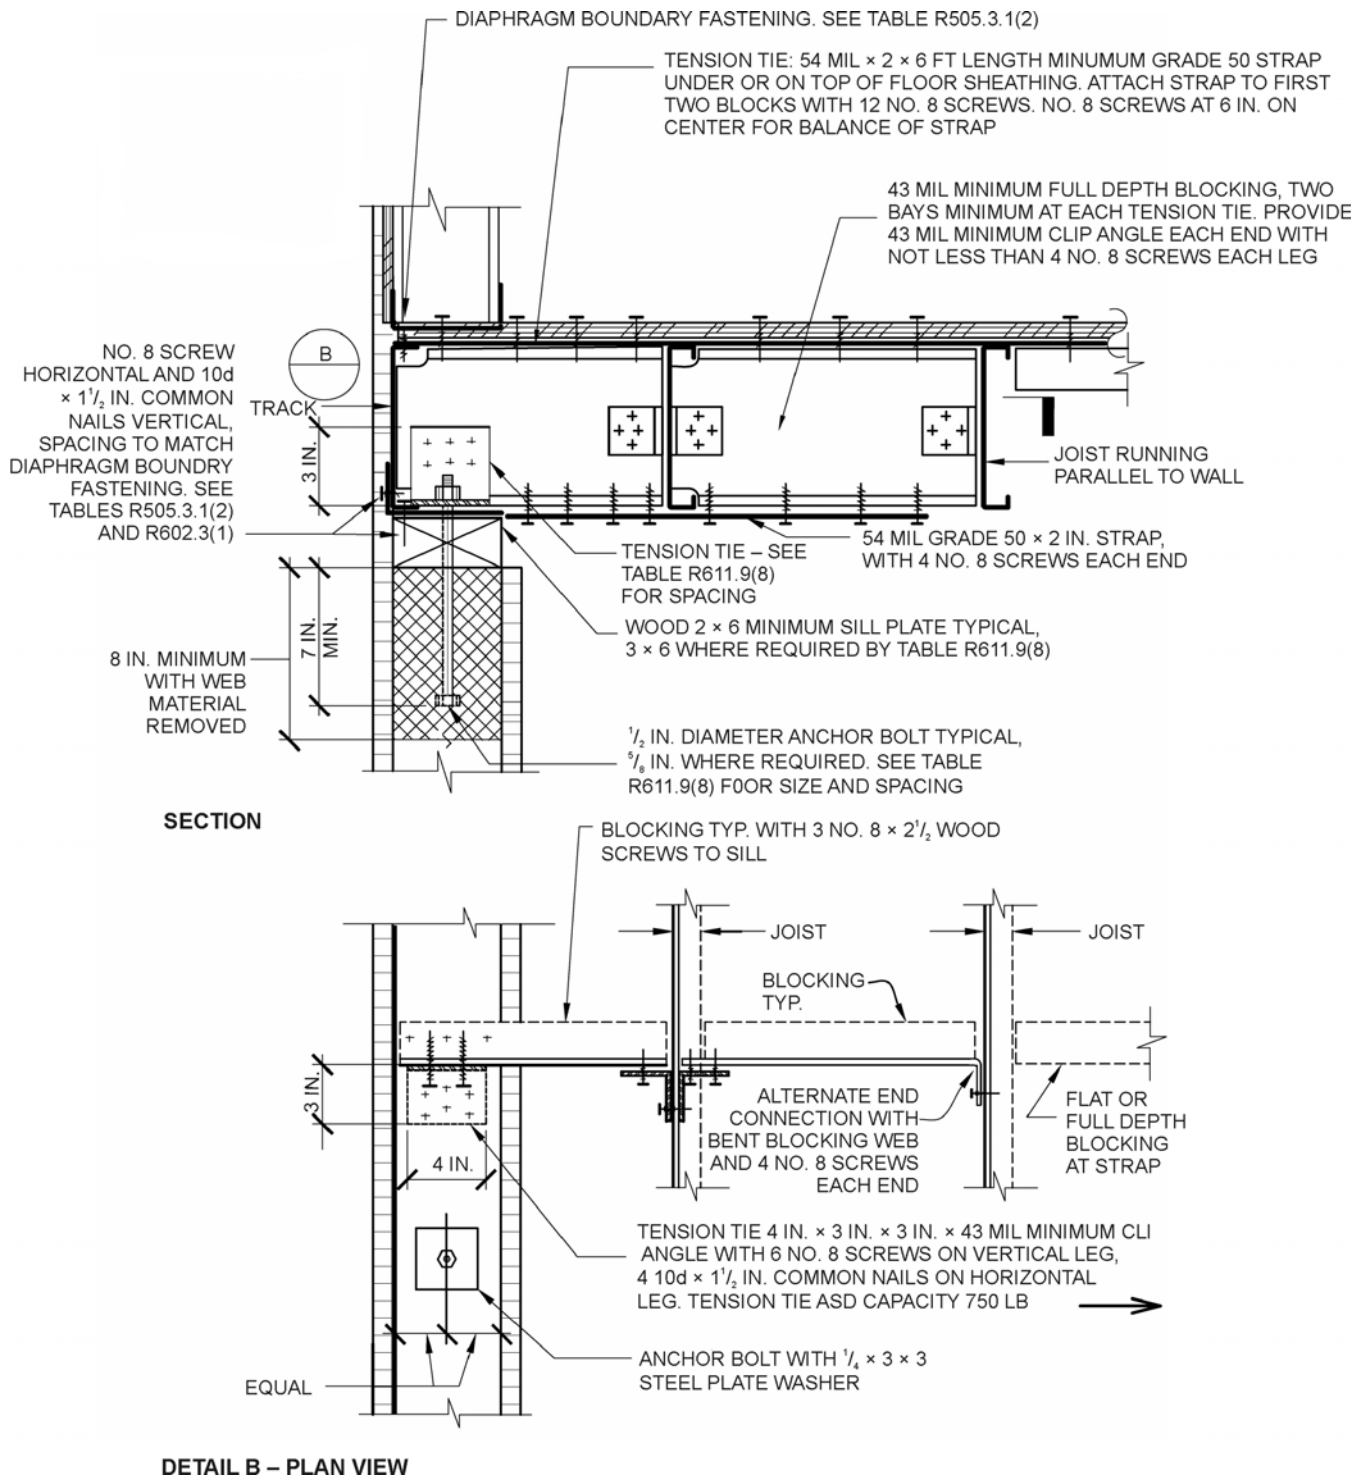 DIAPHRAGM BOUNDARY FASTENING. SEE TABLE R505.3.1(2)
TENSION TIE: 54 MIL × 2 × 6 FT LENGTH MINUMUM GRADE 50 STRAP
UNDER OR ON TOP OF FLOOR SHEATHING. ATTACH STRAP TO FIRST
TWO BLOCKS WITH 12 NO. 8 SCREWS. NO. 8 SCREWS AT 6 IN. ON
CENTER FOR BALANCE OF STRAP
43 MIL MINIMUM FULL DEPTH BLOCKING, TWO
BAYS MINIMUM AT EACH TENSION TIE. PROVIDE
43 MIL MINIMUM CLIP ANGLE EACH END WITH
NOT LESS THAN 4 NO. 8 SCREWS EACH LEG
B
NO. 8 SCREW
HORIZONTAL AND 10d
× 1 1/2 IN. COMMON
NAILS VERTICAL,
SPACING TO MATCH
DIAPHRAGM BOUNDRY
FASTENING. SEE
TABLES R505.3.1(2)
AND R602.3(1)
TRACK
3 IN.
JOIST RUNNING
PARALLEL TO WALL
54 MIL GRADE 50 × 2 IN. STRAP,
WITH 4 NO. 8 SCREWS EACH END
TENSION TIE – SEE
TABLE R611.9(8)
FOR SPACING
WOOD 2 × 6 MINIMUM SILL PLATE TYPICAL,
3 × 6 WHERE REQUIRED BY TABLE R611.9(8)
7 IN.
MIN.
8 IN. MINIMUM
WITH WEB
MATERIAL
REMOVED
1/2 IN. DIAMETER ANCHOR BOLT TYPICAL,
5/8 IN. WHERE REQUIRED. SEE TABLE
R611.9(8) F0OR SIZE AND SPACING
SECTION
BLOCKING TYP. WITH 3 NO. 8 × 2 1/2 WOOD
SCREWS TO SILL
JOIST
JOIST
BLOCKING
TYP.
3 IN.
4 IN.
ALTERNATE END
CONNECTION WITH
BENT BLOCKING WEB
AND 4 NO. 8 SCREWS
EACH END
FLAT OR
FULL DEPTH
BLOCKING
AT STRAP
TENSION TIE 4 IN. × 3 IN. × 3 IN. × 43 MIL MINIMUM CLI
ANGLE WITH 6 NO. 8 SCREWS ON VERTICAL LEG,
4 10d × 1 1/2 IN. COMMON NAILS ON HORIZONTAL
LEG. TENSION TIE ASD CAPACITY 750 LB
ANCHOR BOLT WITH 1/4 × 3 × 3
STEEL PLATE WASHER
EQUAL
DETAIL B – PLAN VIEW